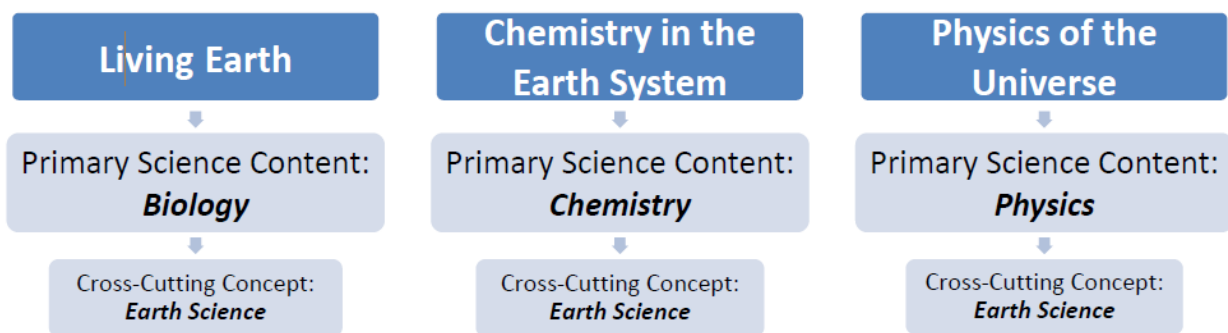 Living Earth
Primary Science Content:
Biology
Cross-Cutting Concept:
Earth Science
Chemistry in the
Earth System
Primary Science Content:
Chemistry
Cross-Cutting Concept:
Earth Science
Physics of the
Universe
Primary Science Content:
Physics
Cross-Cutting Concept:
Earth Science